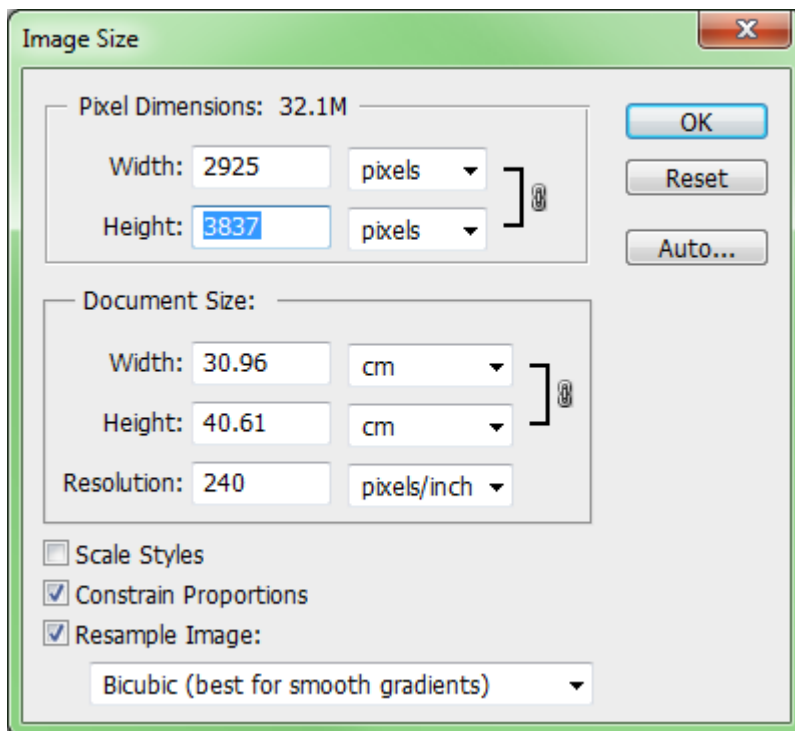 Image Size
Pixel Dimensions: 32.1M
OK
Width: 2925 pixels
Reset
Height: 3837 pixels
Auto...
Document Size:
Width: 30.96 cm
Height: 40.61 cm
Resolution: 240 pixels/inch
Scale Styles
Constrain Proportions
Resample Image:
Bicubic (best for smooth gradients)